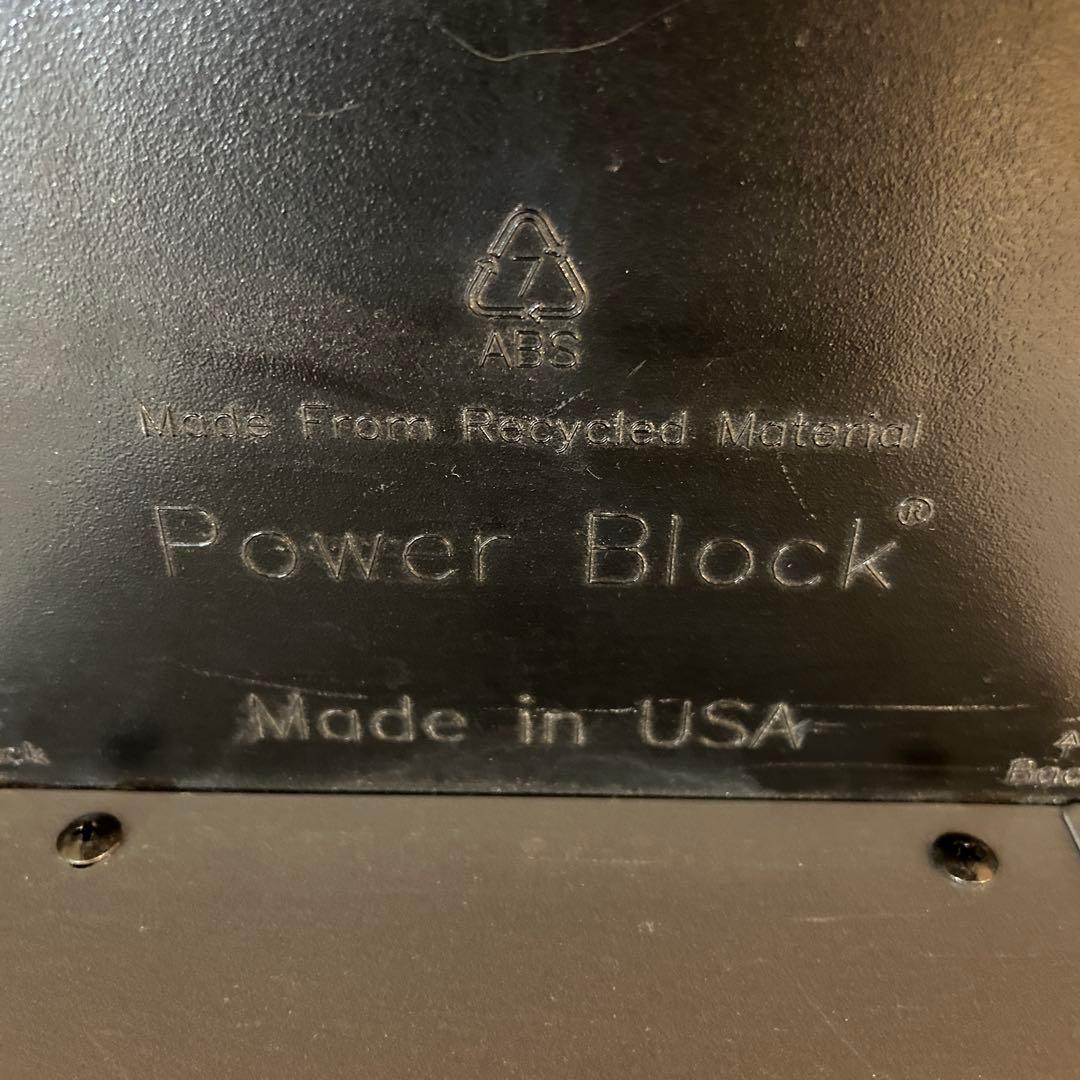 7
ABS
Made From Recycled Material
Power Block®
Made in USA